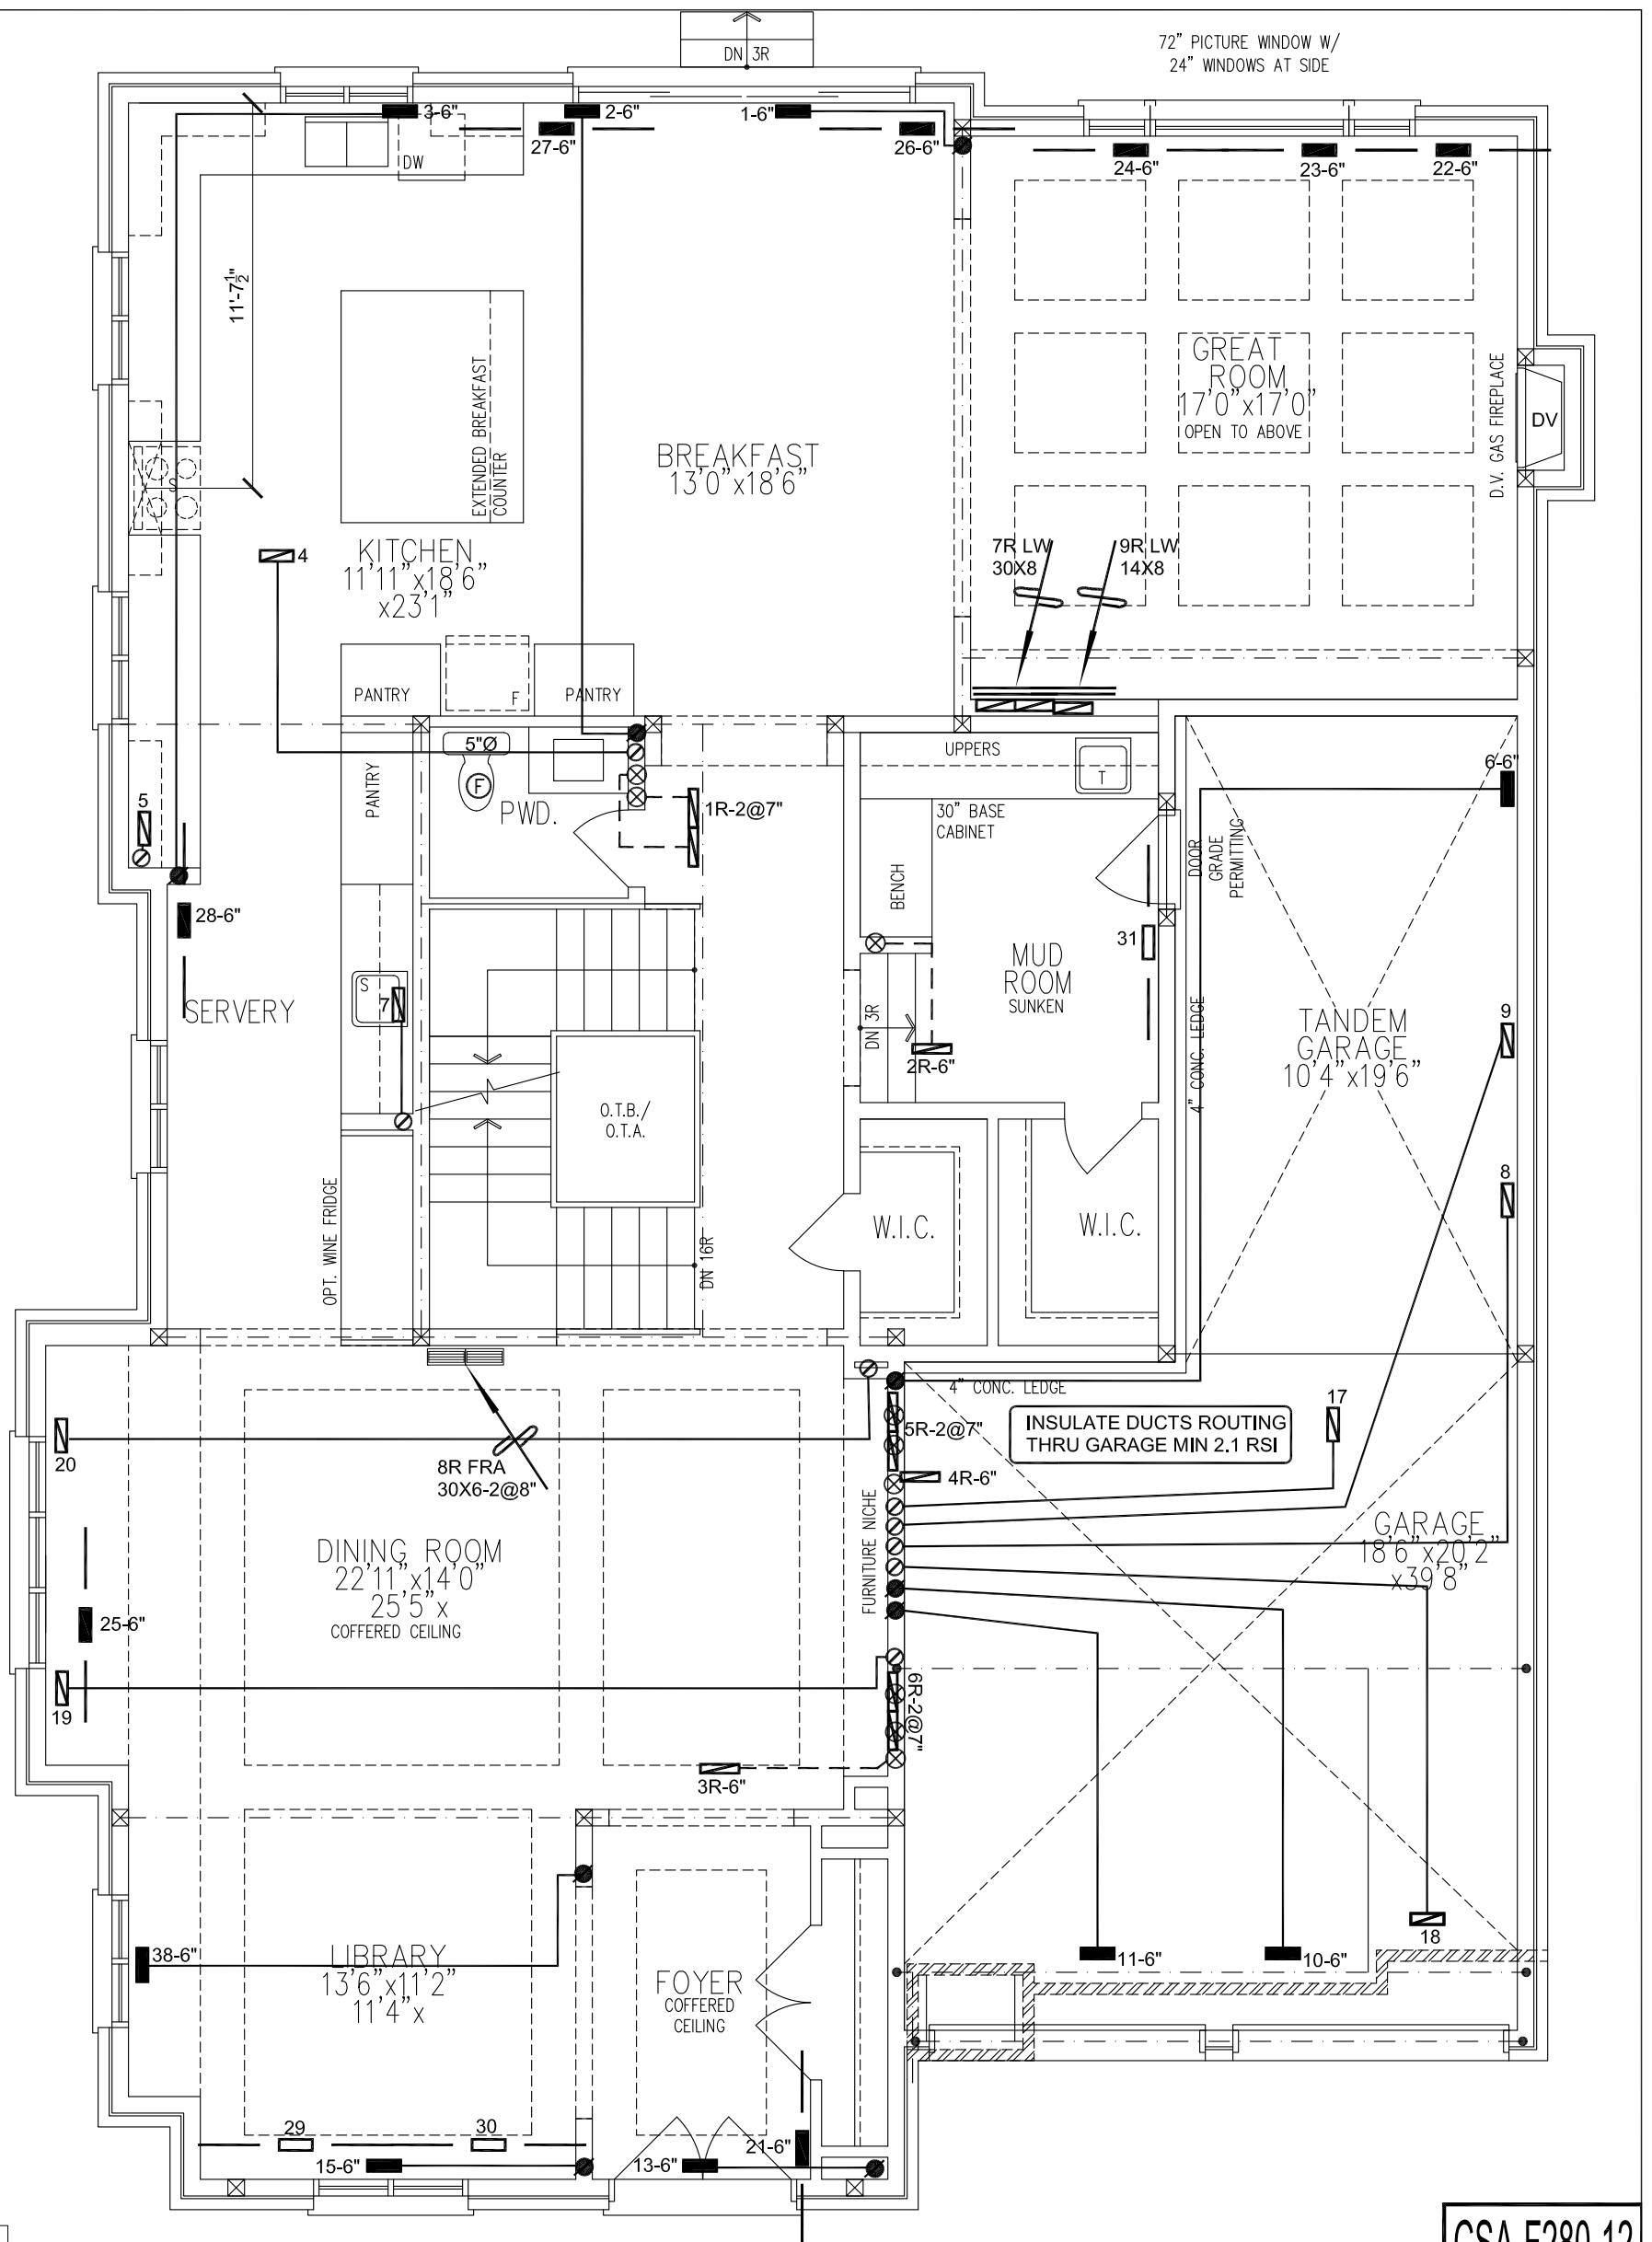 DN 3R
72" PICTURE WINDOW W/
24" WINDOWS AT SIDE
3-6"
2-6"
1-6"
27-6"
26-6"
24-6"
23-6"
22-6"
DW
11'-7½"
EXTENDED BREAKFAST
COUNTER
GREAT
ROOM
17'0"x17'0"
OPEN TO ABOVE
D.V. GAS FIREPLACE
DV
BREAKFAST
13'0"x18'6"
S
4
KITCHEN
11'11"x18'6"
x23'1"
7R LW
30X8
9R LW
14X8
PANTRY
F
PANTRY
5"Ø
F
PWD.
PANTRY
1R-2@7"
UPPERS
T
30" BASE
CABINET
BENCH
DOOR
GRADE
PERMITTING
6-6"
5
28-6"
SERVERY
S
7
31
MUD
ROOM
SUNKEN
DN 3R
2R-6"
4" CONC. LEDGE
TANDEM
GARAGE
10'4"x19'6"
9
8
O.T.B./
O.T.A.
OPT. WINE FRIDGE
DN 16R
W.I.C.
W.I.C.
4" CONC. LEDGE
17
INSULATE DUCTS ROUTING
THRU GARAGE MIN 2.1 RSI
5R-2@7"
4R-6"
20
8R FRA
30X6-2@8"
FURNITURE NICHE
GARAGE
18'6"x20'2"
x39'8"
DINING ROOM
22'11"x14'0"
25'5"x
COFFERED CEILING
25-6"
19
6R-2@7"
3R-6"
38-6"
LIBRARY
13'6"x11'2"
11'4"x
FOYER
COFFERED
CEILING
11-6"
10-6"
18
29
30
15-6"
13-6"
21-6"
CSA F280-12